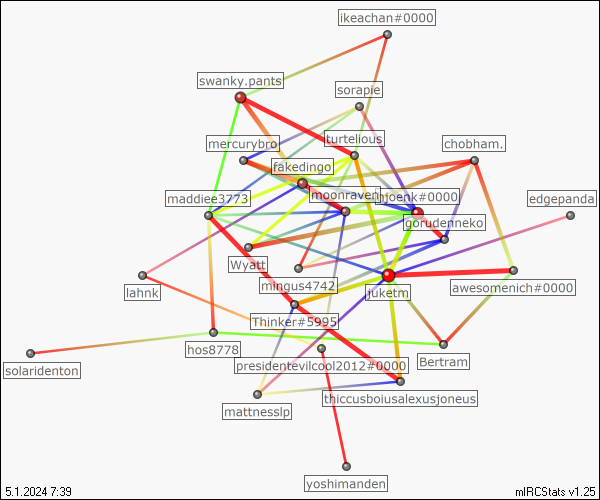 ikeachan#0000
swanky.pants
sorapie
mercurybro
turtelious
chobham.
fakedingo
maddiee3773
moonraven
njoenk#0000
edgepanda
gorudenneko
Wyatt
mingus4742
lahnk
juketm
awesomenich#0000
Thinker#5995
hos8778
presidentevilcool2012#0000
Bertram
solaridenton
thiccusboiusalexusjoneus
mattnesslp
yoshimanden
5.1.2024 7:39
mIRCStats v1.25